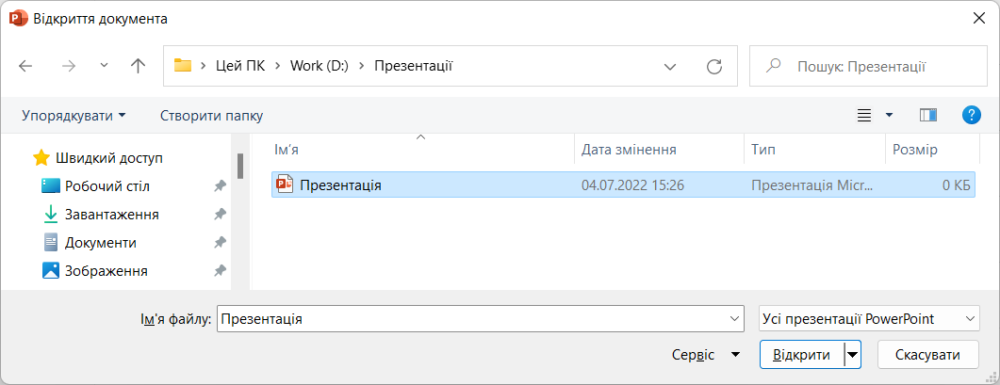 Відкриття документа
Цей ПК > Work (D:) > Презентації
Пошук: Презентації
Упорядкувати
Створити папку
Швидкий доступ
Робочий стіл
Завантаження
Документи
Зображення
Ім’я Дата змінення Тип Розмір
Презентація 04.07.2022 15:26 Презентація Micr... 0 КБ
Ім’я файлу: Презентація
Усі презентації PowerPoint
Сервіс
Відкрити
Скасувати